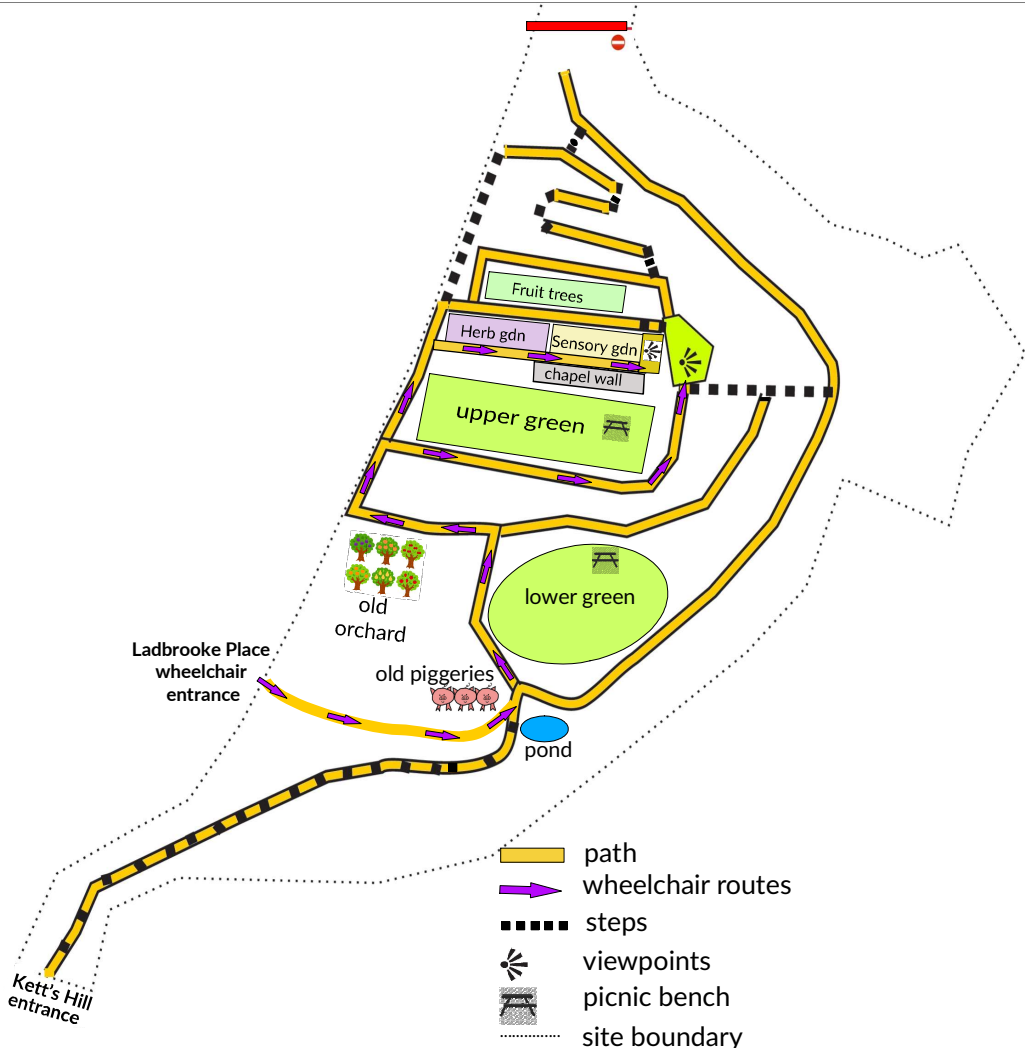 Fruit trees
Herb gdn
Sensory gdn
chapel wall
upper green
lower green
old
orchard
Ladbrooke Place
wheelchair
entrance
old piggeries
pond
path
wheelchair routes
steps
viewpoints
picnic bench
site boundary
Kett's Hill
entrance